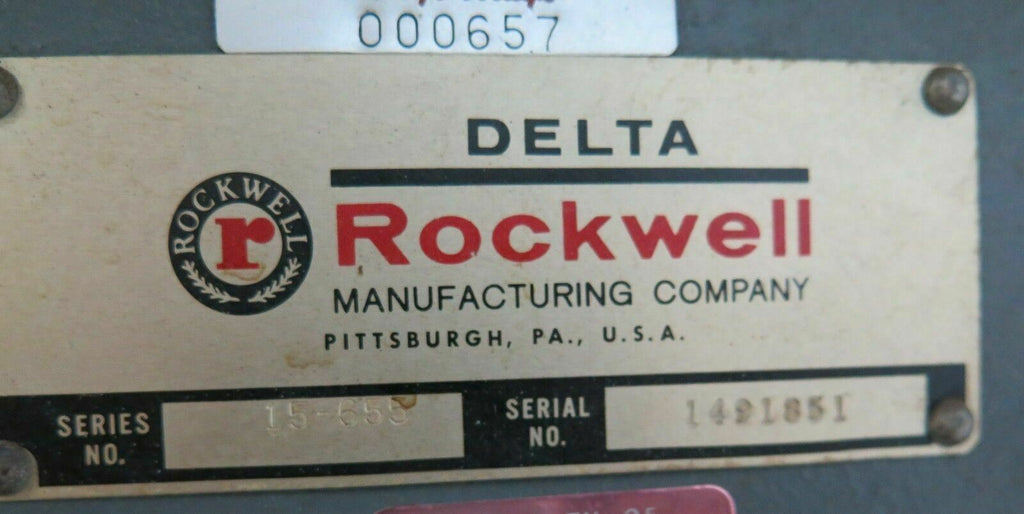 000657
DELTA
ROCKWELL
r
Rockwell
MANUFACTURING COMPANY
PITTSBURGH, PA., U.S.A.
SERIES NO.
15-655
SERIAL NO.
1491851